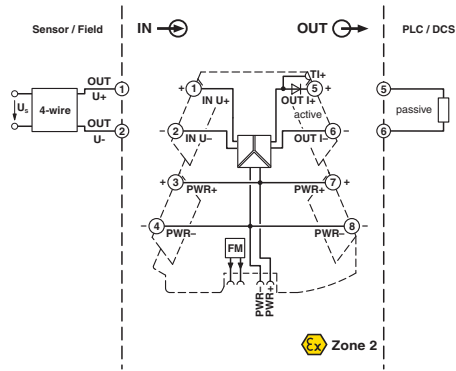 Sensor / Field
IN
OUT
PLC / DCS
OUT
U+
1
4-wire
Us
OUT
U-
2
+ 1
IN U+
TI+
5 +
OUT I+
active
– 2
IN U–
6 –
OUT I–
5
passive
6
+ 3
PWR+
7 +
PWR+
– 4
PWR–
8 –
PWR–
FM
PWR–
PWR+
Ex Zone 2